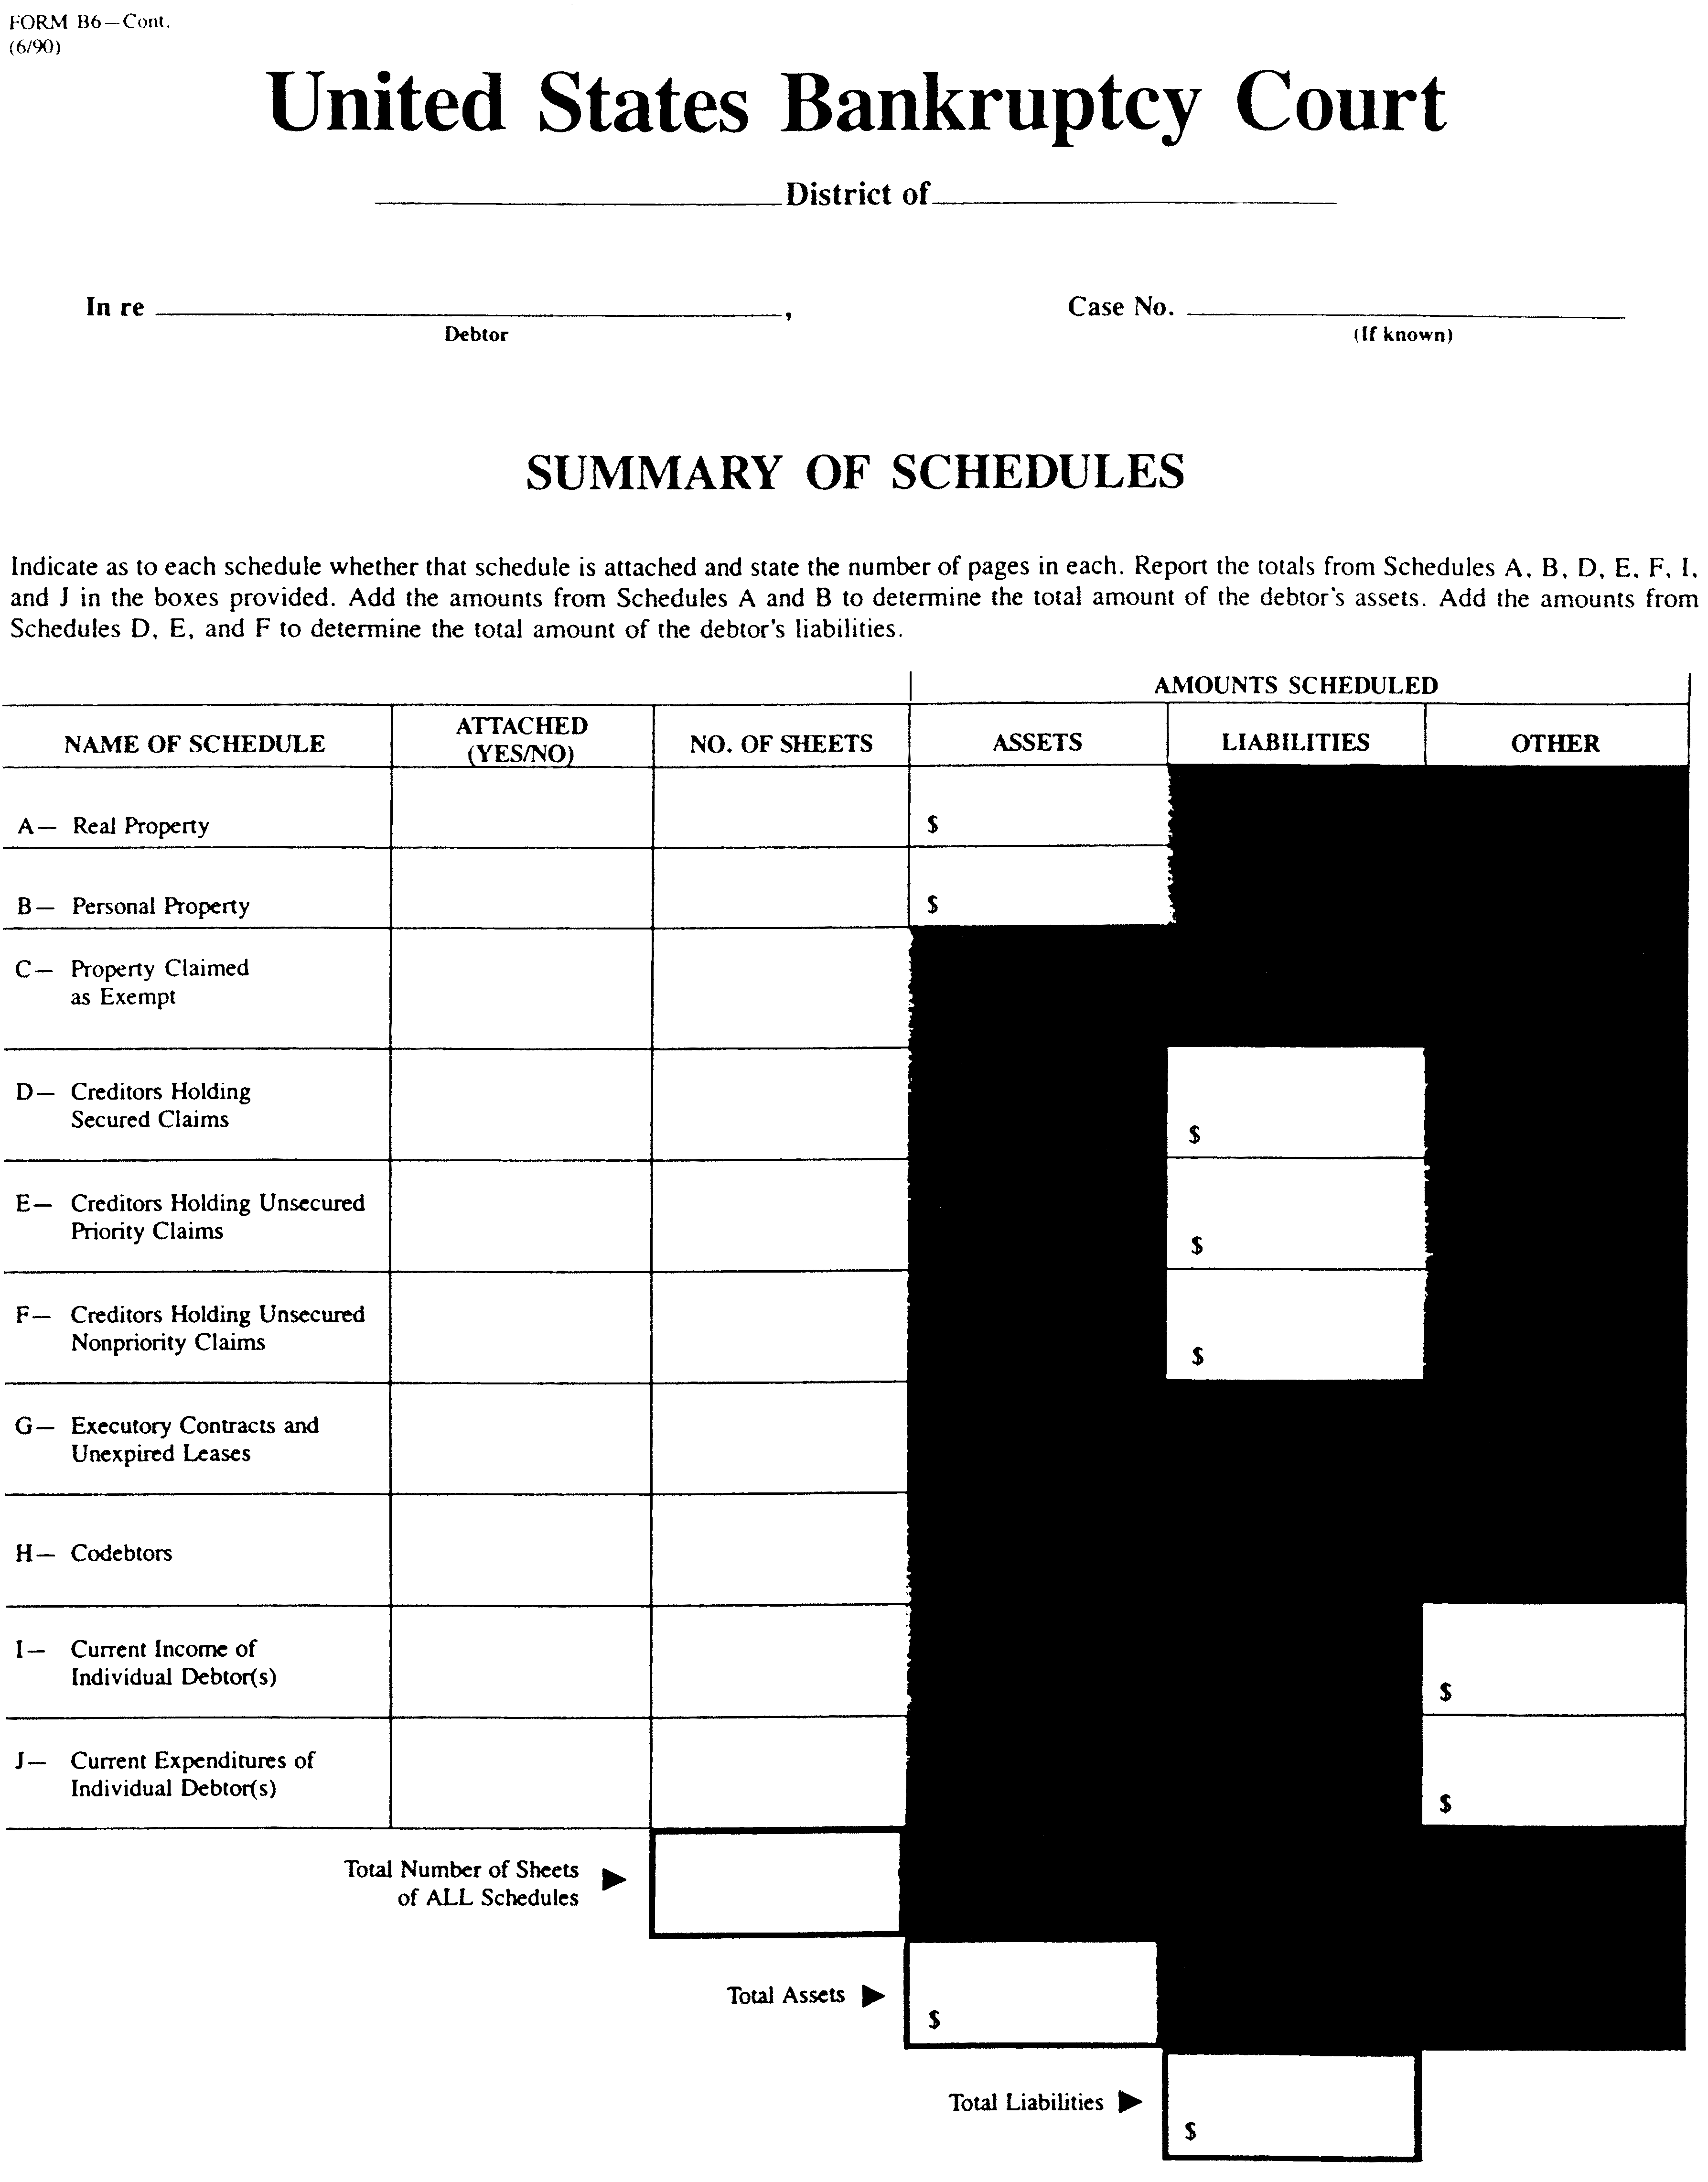 FORM B6—Cont.
(6/90)
United States Bankruptcy Court
____________ District of ____________
In re ____________, Case No. ____________
Debtor (If known)
SUMMARY OF SCHEDULES
Indicate as to each schedule whether that schedule is attached and state the number of pages in each. Report the totals from Schedules A, B, D, E, F, I,
and J in the boxes provided. Add the amounts from Schedules A and B to determine the total amount of the debtor's assets. Add the amounts from
Schedules D, E, and F to determine the total amount of the debtor's liabilities.
AMOUNTS SCHEDULED
NAME OF SCHEDULE ATTACHED (YES/NO) NO. OF SHEETS ASSETS LIABILITIES OTHER
A— Real Property $
B— Personal Property $
C— Property Claimed
as Exempt
D— Creditors Holding
Secured Claims
$
E— Creditors Holding Unsecured
Priority Claims
$
F— Creditors Holding Unsecured
Nonpriority Claims
$
G— Executory Contracts and
Unexpired Leases
H— Codebtors
I— Current Income of
Individual Debtor(s)
$
J— Current Expenditures of
Individual Debtor(s)
$
Total Number of Sheets
of ALL Schedules ►
Total Assets ►
$
Total Liabilities ►
$